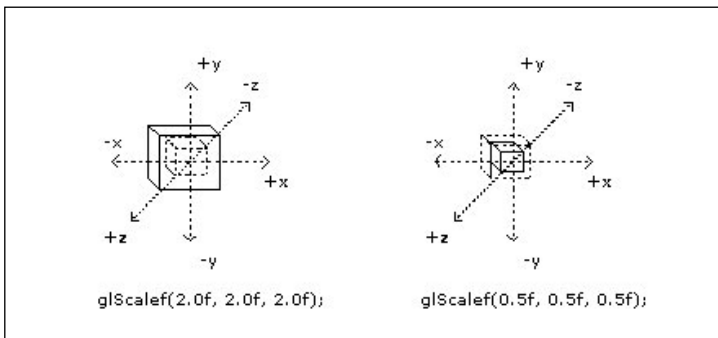 +y
-z
-x
+x
+z
-y
glScalef(2.0f, 2.0f, 2.0f);
+y
-z
-x
+x
+z
-y
glScalef(0.5f, 0.5f, 0.5f);